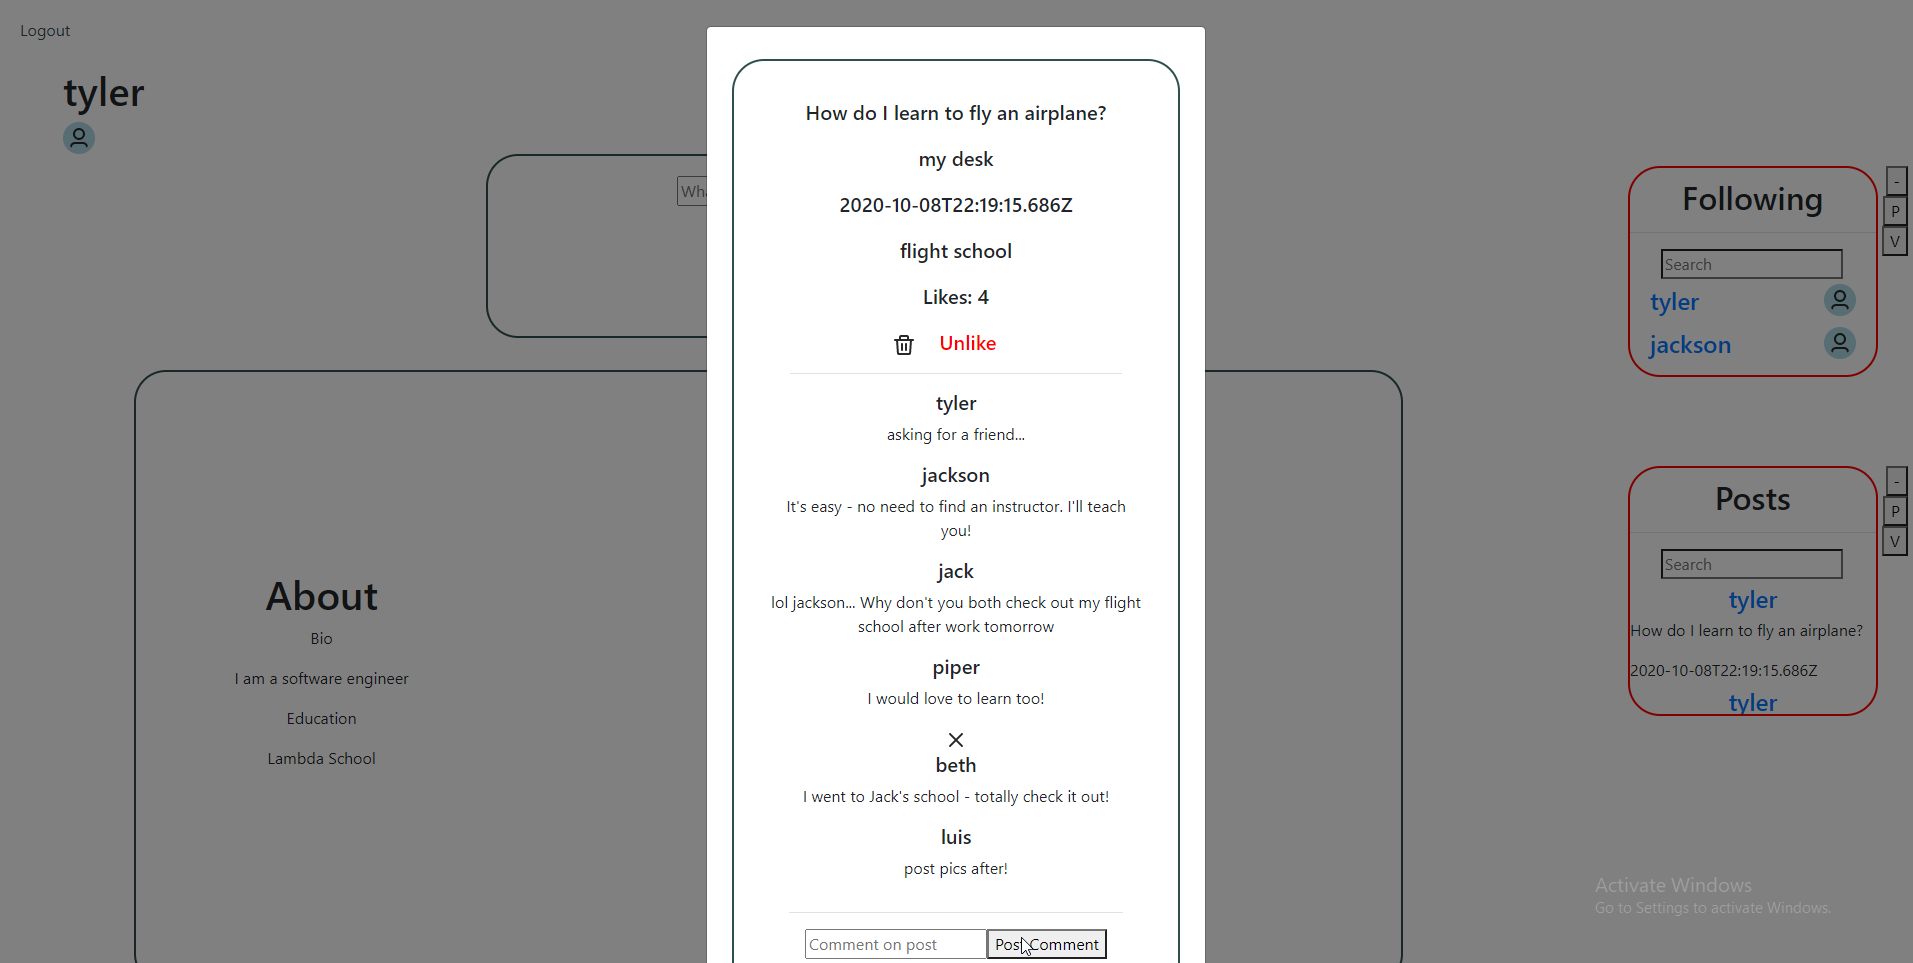 Logout
tyler
Wh
How do I learn to fly an airplane?
my desk
2020-10-08T22:19:15.686Z
flight school
Likes: 4
Unlike
tyler
asking for a friend...
jackson
It's easy - no need to find an instructor. I'll teach
you!
jack
lol jackson... Why don't you both check out my flight
school after work tomorrow
piper
I would love to learn too!
beth
I went to Jack's school - totally check it out!
luis
post pics after!
Comment on post
Post Comment
About
Bio
I am a software engineer
Education
Lambda School
Following
-
P
V
Search
tyler
jackson
Posts
-
P
V
Search
tyler
How do I learn to fly an airplane?
2020-10-08T22:19:15.686Z
tyler
Activate Windows
Go to Settings to activate Windows.